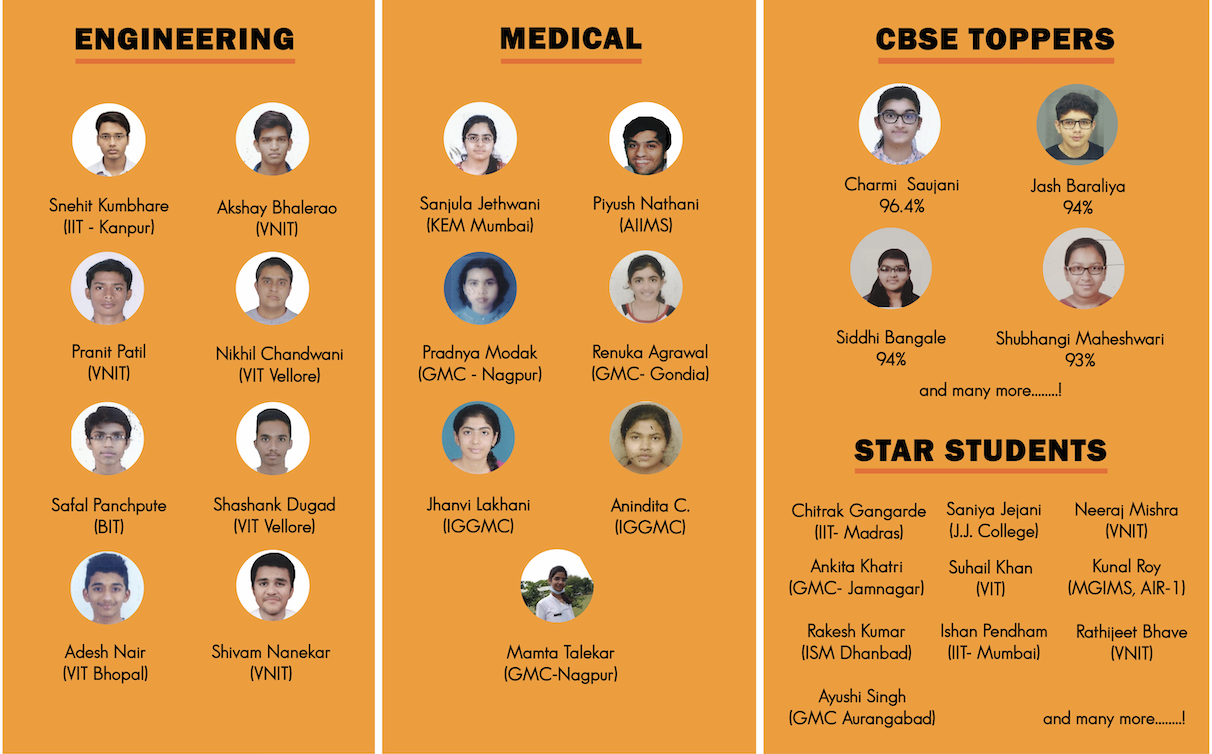 ENGINEERING
Snehit Kumbhare
(IIT - Kanpur)
Akshay Bhalerao
(VNIT)
Pranit Patil
(VNIT)
Nikhil Chandwani
(VIT Vellore)
Safal Panchpute
(BIT)
Shashank Dugad
(VIT Vellore)
Adesh Nair
(VIT Bhopal)
Shivam Nanekar
(VNIT)
MEDICAL
Sanjula Jethwani
(KEM Mumbai)
Piyush Nathani
(AIIMS)
Pradnya Modak
(GMC - Nagpur)
Renuka Agrawal
(GMC- Gondia)
Jhanvi Lakhani
(IGGMC)
Anindita C.
(IGGMC)
Mamta Talekar
(GMC-Nagpur)
CBSE TOPPERS
Charmi  Saujani
96.4%
Jash Baraliya
94%
Siddhi Bangale
94%
Shubhangi Maheshwari
93%
and many more........!
STAR STUDENTS
Chitrak Gangarde
(IIT- Madras)
Saniya Jejani
(J.J. College)
Neeraj Mishra
(VNIT)
Ankita Khatri
(GMC- Jamnagar)
Suhail Khan
(VIT)
Kunal Roy
(MGIMS, AIR-1)
Rakesh Kumar
(ISM Dhanbad)
Ishan Pendham
(IIT- Mumbai)
Rathijeet Bhave
(VNIT)
Ayushi Singh
(GMC Aurangabad)
and many more........!